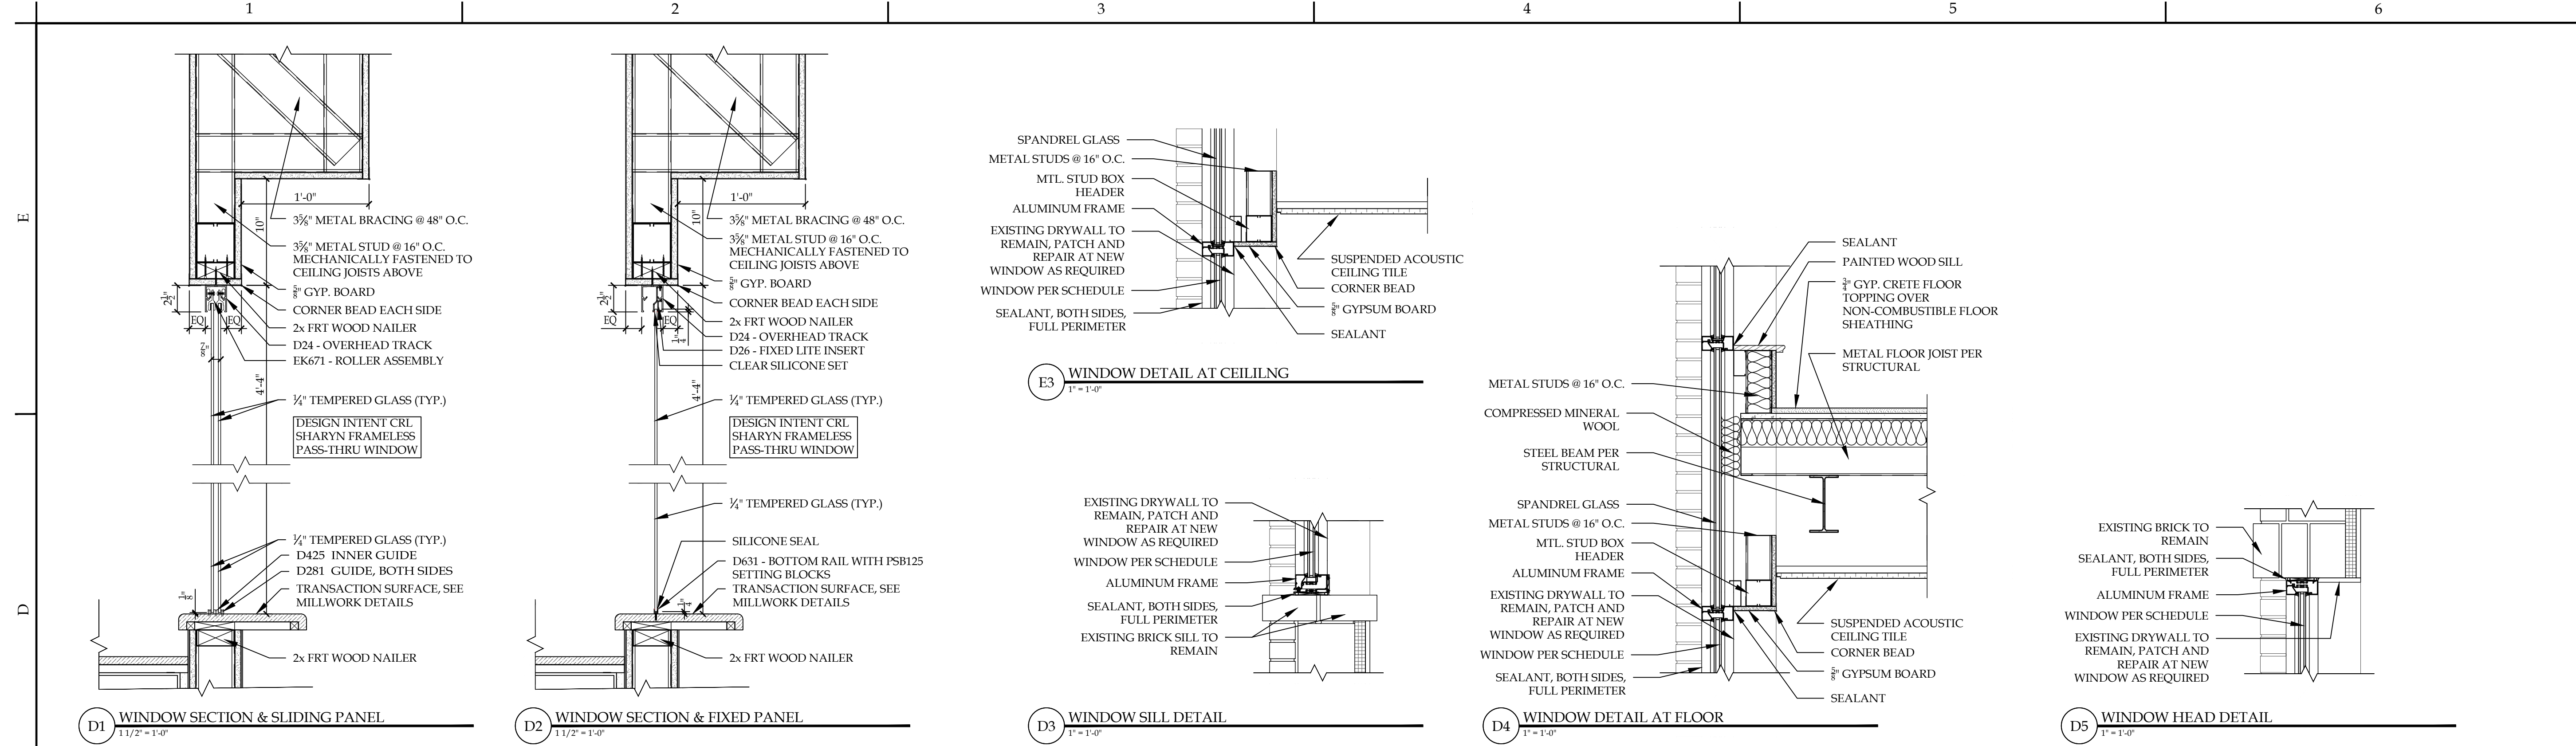 1
2
3
4
5
6
E
D
1'-0"
10"
3⅝" METAL BRACING @ 48" O.C.
3⅝" METAL STUD @ 16" O.C.
MECHANICALLY FASTENED TO
CEILING JOISTS ABOVE
⅝" GYP. BOARD
CORNER BEAD EACH SIDE
2x FRT WOOD NAILER
D24 - OVERHEAD TRACK
EK671 - ROLLER ASSEMBLY
2½"
EQ
EQ
4'-4"
¼" TEMPERED GLASS (TYP.)
DESIGN INTENT CRL
SHARYN FRAMELESS
PASS-THRU WINDOW
¼" TEMPERED GLASS (TYP.)
D425 INNER GUIDE
D281 GUIDE, BOTH SIDES
TRANSACTION SURFACE, SEE
MILLWORK DETAILS
⅛"
2x FRT WOOD NAILER
D1
WINDOW SECTION & SLIDING PANEL
1 1/2" = 1'-0"
1'-0"
10"
3⅝" METAL BRACING @ 48" O.C.
3⅝" METAL STUD @ 16" O.C.
MECHANICALLY FASTENED TO
CEILING JOISTS ABOVE
⅝" GYP. BOARD
CORNER BEAD EACH SIDE
2x FRT WOOD NAILER
D24 - OVERHEAD TRACK
D26 - FIXED LITE INSERT
CLEAR SILICONE SET
2½"
EQ
EQ
1¼"
4'-4"
¼" TEMPERED GLASS (TYP.)
DESIGN INTENT CRL
SHARYN FRAMELESS
PASS-THRU WINDOW
¼" TEMPERED GLASS (TYP.)
SILICONE SEAL
D631 - BOTTOM RAIL WITH PSB125
SETTING BLOCKS
TRANSACTION SURFACE, SEE
MILLWORK DETAILS
2x FRT WOOD NAILER
D2
WINDOW SECTION & FIXED PANEL
1 1/2" = 1'-0"
SPANDREL GLASS
METAL STUDS @ 16" O.C.
MTL. STUD BOX
HEADER
ALUMINUM FRAME
EXISTING DRYWALL TO
REMAIN, PATCH AND
REPAIR AT NEW
WINDOW AS REQUIRED
WINDOW PER SCHEDULE
SEALANT, BOTH SIDES,
FULL PERIMETER
SUSPENDED ACOUSTIC
CEILING TILE
CORNER BEAD
⅝" GYPSUM BOARD
SEALANT
E3
WINDOW DETAIL AT CEILILNG
1" = 1'-0"
EXISTING DRYWALL TO
REMAIN, PATCH AND
REPAIR AT NEW
WINDOW AS REQUIRED
WINDOW PER SCHEDULE
ALUMINUM FRAME
SEALANT, BOTH SIDES,
FULL PERIMETER
EXISTING BRICK SILL TO
REMAIN
D3
WINDOW SILL DETAIL
1" = 1'-0"
SEALANT
PAINTED WOOD SILL
¾" GYP. CRETE FLOOR
TOPPING OVER
NON-COMBUSTIBLE FLOOR
SHEATHING
METAL FLOOR JOIST PER
STRUCTURAL
METAL STUDS @ 16" O.C.
COMPRESSED MINERAL
WOOL
STEEL BEAM PER
STRUCTURAL
SPANDREL GLASS
METAL STUDS @ 16" O.C.
MTL. STUD BOX
HEADER
ALUMINUM FRAME
EXISTING DRYWALL TO
REMAIN, PATCH AND
REPAIR AT NEW
WINDOW AS REQUIRED
WINDOW PER SCHEDULE
SEALANT, BOTH SIDES,
FULL PERIMETER
SUSPENDED ACOUSTIC
CEILING TILE
CORNER BEAD
⅝" GYPSUM BOARD
SEALANT
D4
WINDOW DETAIL AT FLOOR
1" = 1'-0"
EXISTING BRICK TO
REMAIN
SEALANT, BOTH SIDES,
FULL PERIMETER
ALUMINUM FRAME
WINDOW PER SCHEDULE
EXISTING DRYWALL TO
REMAIN, PATCH AND
REPAIR AT NEW
WINDOW AS REQUIRED
D5
WINDOW HEAD DETAIL
1" = 1'-0"